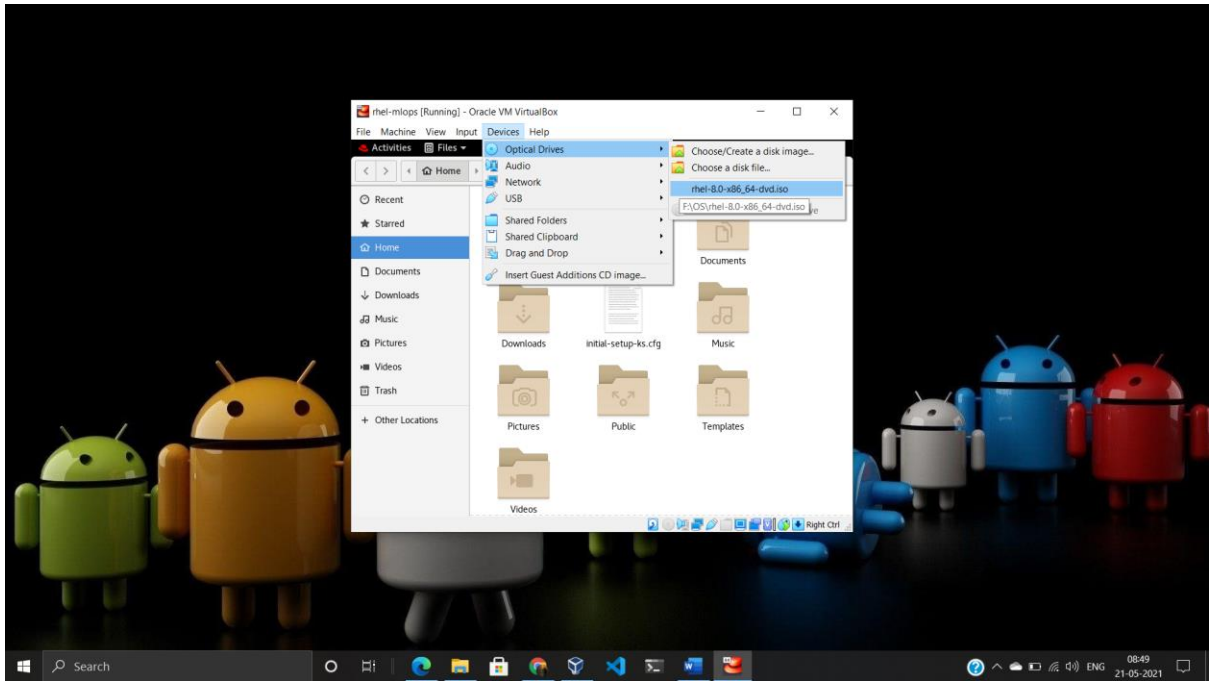 rhel-mlops [Running] - Oracle VM VirtualBox
File Machine View Input Devices Help
Activities Files
Home
Optical Drives
Audio
Network
USB
Shared Folders
Shared Clipboard
Drag and Drop
Insert Guest Additions CD image...
Choose/Create a disk image...
Choose a disk file...
rhel-8.0-x86_64-dvd.iso
F:\OS\rhel-8.0-x86_64-dvd.iso
Recent
Starred
Home
Documents
Downloads
Music
Pictures
Videos
Trash
+ Other Locations
Documents
Downloads
initial-setup-ks.cfg
Music
Pictures
Public
Templates
Videos
Right Ctrl
Search
ENG
08:49
21-05-2021